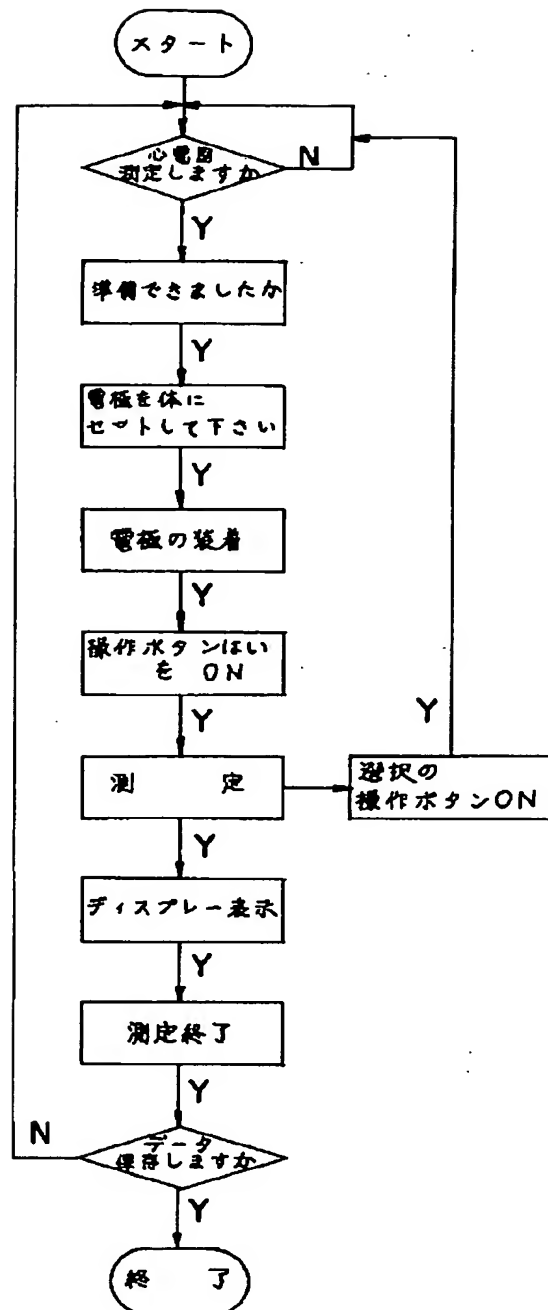 スタート
心電図
測定しますか
N
Y
準備できましたか
Y
電極を体に
セットして下さい
Y
電極の装着
Y
操作ボタンはい
を ON
Y
測 定
選択の
操作ボタンON
Y
Y
ディスプレー表示
Y
測定終了
Y
データ
保存しますか
N
Y
終 了